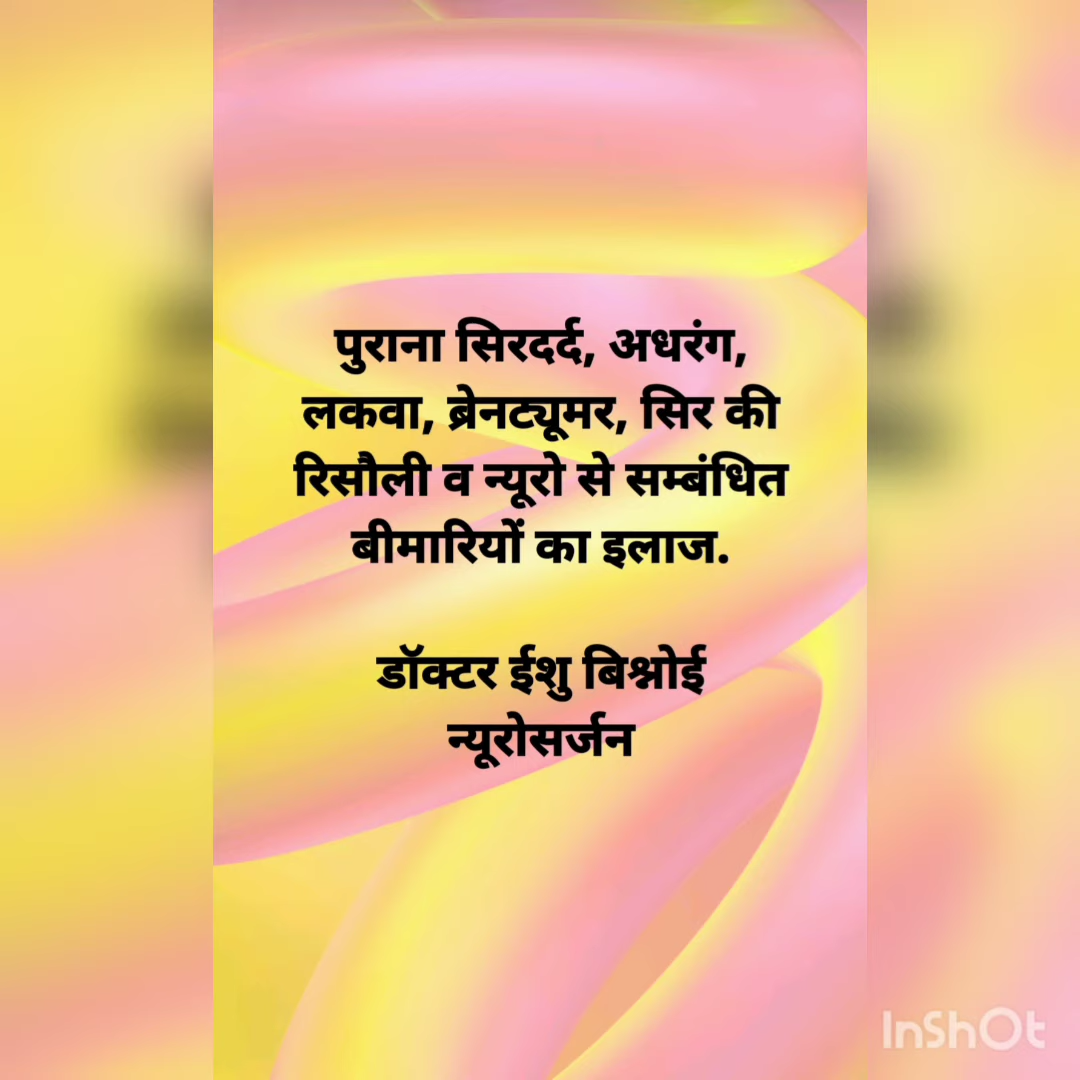 पुराना सिरदर्द, अधरंग,
लकवा, ब्रेनट्यूमर, सिर की
रिसौली व न्यूरो से सम्बंधित
बीमारियों का इलाज.
डॉक्टर ईशु बिश्नोई
न्यूरोसर्जन
InShOt